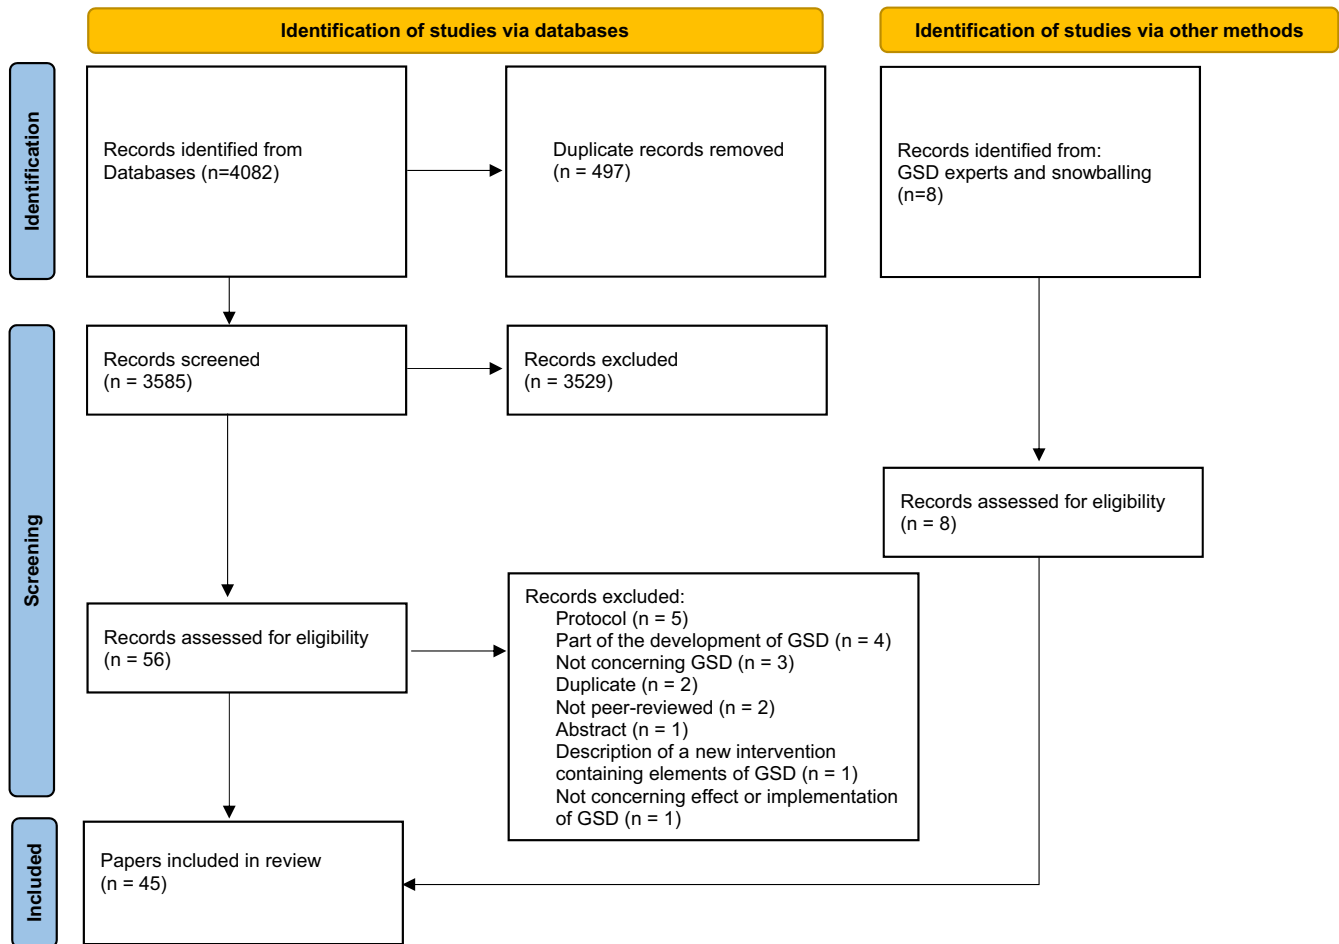 Identification of studies via databases
Identification of studies via other methods
Identification
Records identified from
Databases (n=4082)
Duplicate records removed
(n = 497)
Records identified from:
GSD experts and snowballing
(n=8)
Screening
Records screened
(n = 3585)
Records excluded
(n = 3529)
Records assessed for eligibility
(n = 8)
Records assessed for eligibility
(n = 56)
Records excluded:
Protocol (n = 5)
Part of the development of GSD (n = 4)
Not concerning GSD (n = 3)
Duplicate (n = 2)
Not peer-reviewed (n = 2)
Abstract (n = 1)
Description of a new intervention
containing elements of GSD (n = 1)
Not concerning effect or implementation
of GSD (n = 1)
Included
Papers included in review
(n = 45)